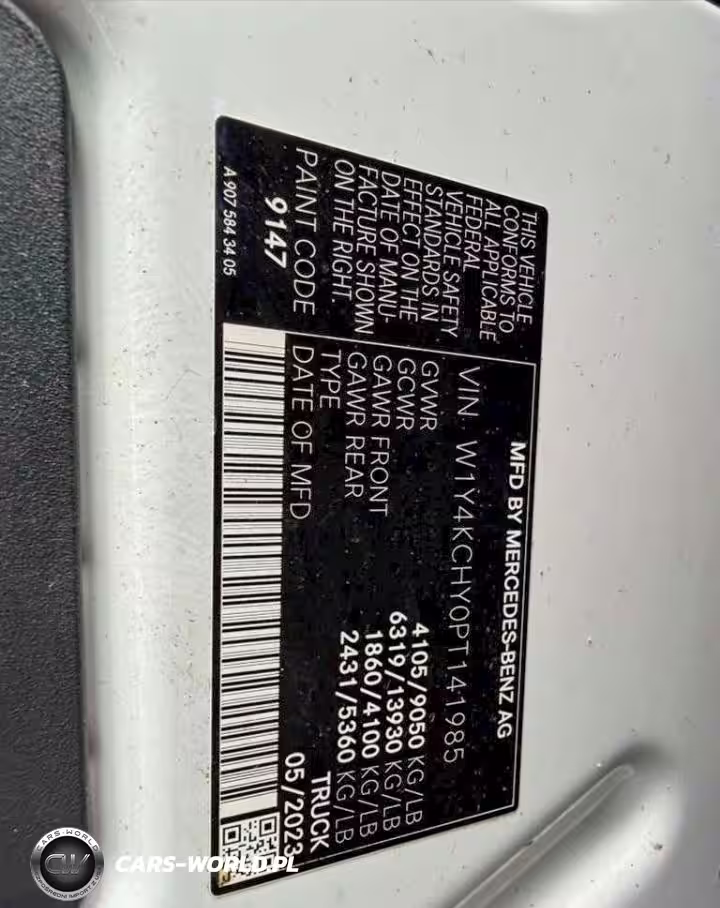 THIS VEHICLE
CONFORMS TO
ALL APPLICABLE
FEDERAL
VEHICLE SAFETY
STANDARDS IN
EFFECT ON THE
DATE OF MANU-
FACTURE SHOWN
ON THE RIGHT.
PAINT CODE
9147
A 907 584 34 05
MFD BY MERCEDES-BENZ AG
VIN W1Y4KCHY0PT141985
GVWR 4105/9050 KG/LB
GCWR 6319/13930 KG/LB
GAWR FRONT 1860/4100 KG/LB
GAWR REAR 2431/5360 KG/LB
TYPE TRUCK
DATE OF MFD 05/2023
CARS-WORLD
CW
CARS-WORLD.PL